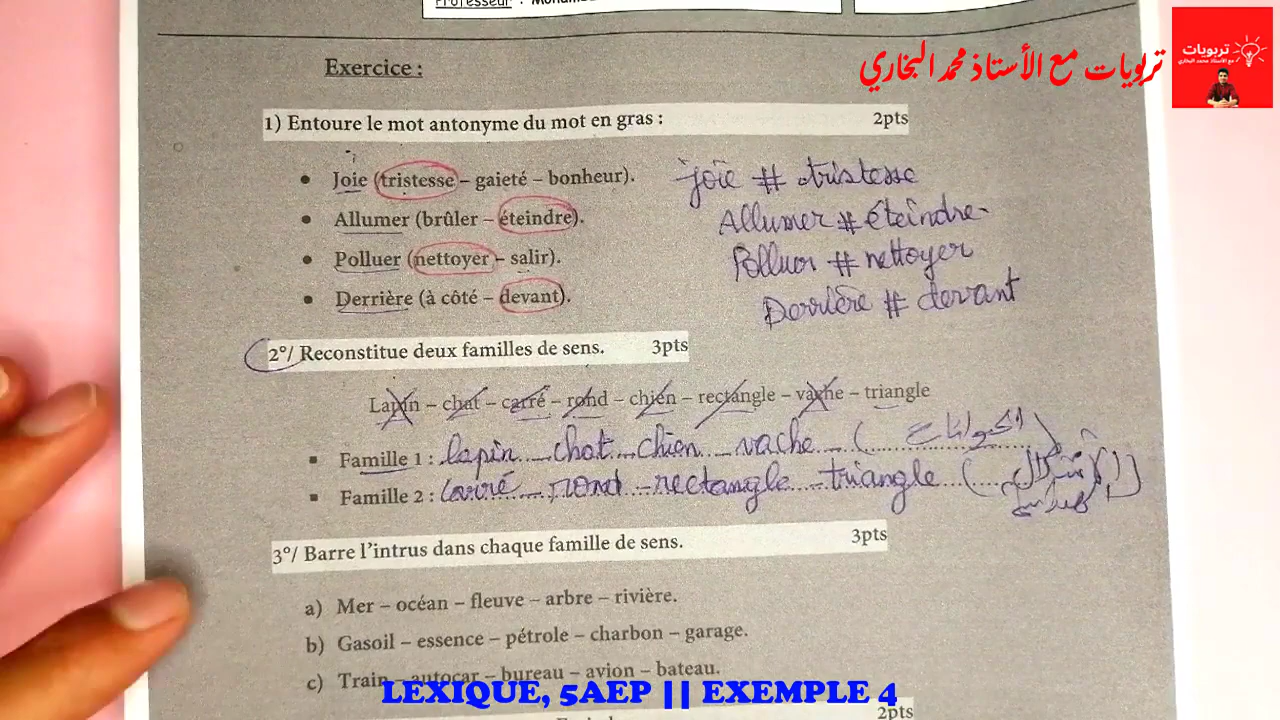 Professeur :
Exercice :
تربويات مع الأستاذ محمد البخاري
تربويات
مع الأستاذ محمد البخاري
1) Entoure le mot antonyme du mot en gras : 2pts
• Joie (tristesse – gaieté – bonheur). joie # tristesse
• Allumer (brûler – éteindre). Allumer # éteindre
• Polluer (nettoyer – salir). Polluer # nettoyer
• Derrière (à côté – devant). Derrière # devant
2°/ Reconstitue deux familles de sens. 3pts
Lapin – chat – carré – rond – chien – rectangle – vache – triangle
▪ Famille 1 : lapin – chat – chien – vache (الحيوانات)
▪ Famille 2 : carré – rond – rectangle – triangle (
3°/ Barre l'intrus dans chaque famille de sens. 3pts
a) Mer – océan – fleuve – arbre – rivière.
b) Gasoil – essence – pétrole – charbon – garage.
c) Train – autocar – bureau – avion – bateau.
LEXIQUE, 5AEP || EXEMPLE 4
2pts